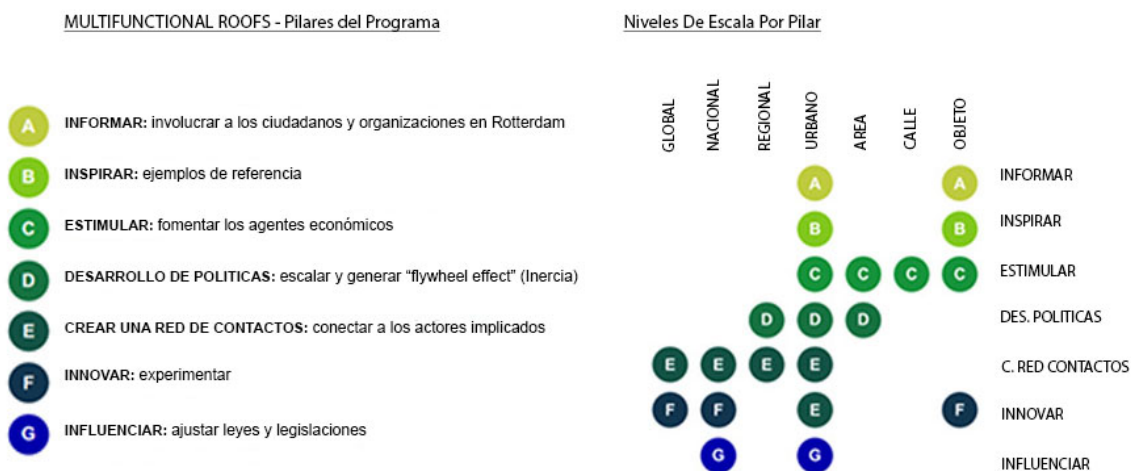 MULTIFUNCTIONAL ROOFS - Pilares del Programa
A INFORMAR: involucrar a los ciudadanos y organizaciones en Rotterdam
B INSPIRAR: ejemplos de referencia
C ESTIMULAR: fomentar los agentes económicos
D DESARROLLO DE POLITICAS: escalar y generar “flywheel effect” (Inercia)
E CREAR UNA RED DE CONTACTOS: conectar a los actores implicados
F INNOVAR: experimentar
G INFLUENCIAR: ajustar leyes y legislaciones
Niveles De Escala Por Pilar
GLOBAL NACIONAL REGIONAL URBANO AREA CALLE OBJETO
A A INFORMAR
B B INSPIRAR
C C C C ESTIMULAR
D D D DES. POLITICAS
E E E E C. RED CONTACTOS
F F E F INNOVAR
G G INFLUENCIAR